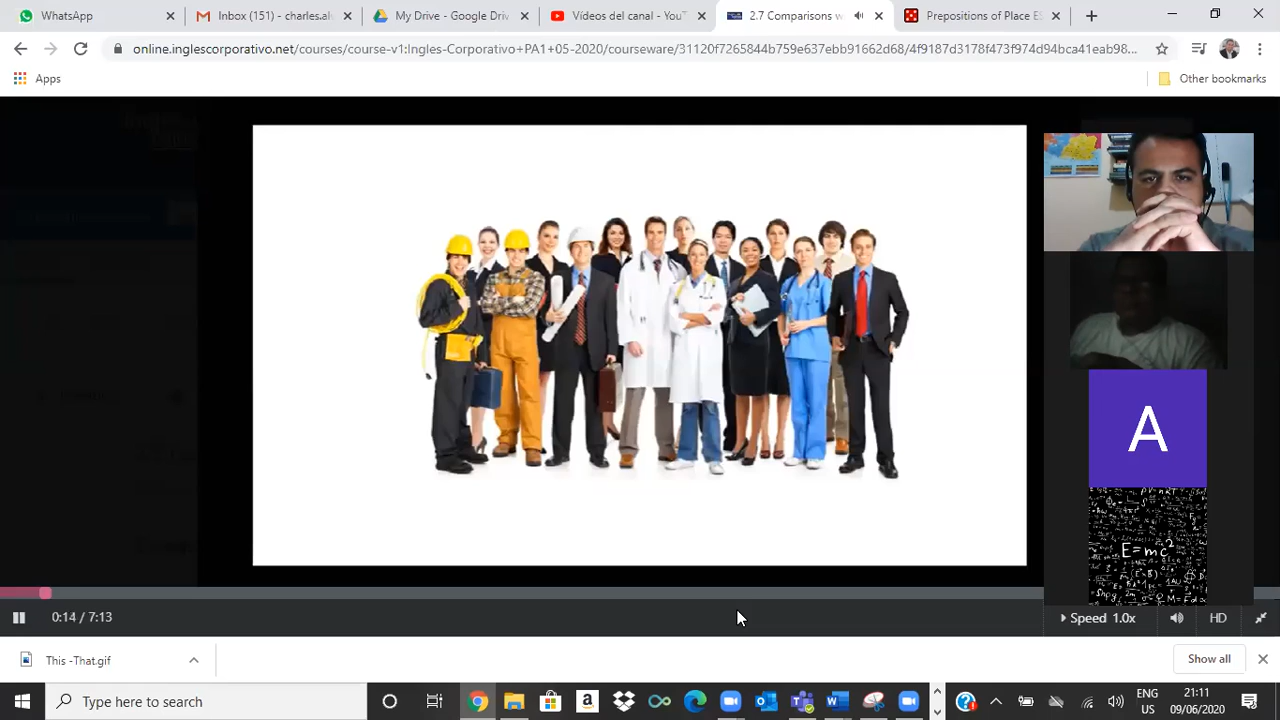 WhatsApp
Inbox (151) - charles.al
My Drive - Google Dri
Vídeos del canal - YouT
2.7 Comparisons w
Prepositions of Place ES
online.inglescorporativo.net/courses/course-v1:Ingles-Corporativo+PA1+05-2020/courseware/31120f7265844b759e637ebb91662d68/4f9187d3178f473f974d94bca41eab98...
Apps
Other bookmarks
A
E=mc²
0:14 / 7:13
Speed 1.0x
HD
This -That.gif
Show all
Type here to search
ENG
US
21:11
09/06/2020